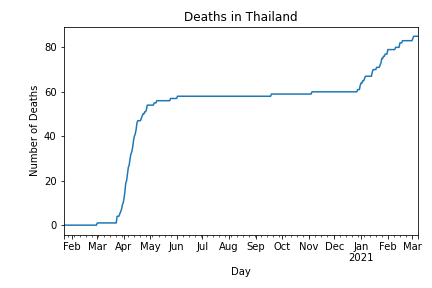 Deaths in Thailand
Number of Deaths
80
60
40
20
0
Feb Mar Apr May Jun Jul Aug Sep Oct Nov Dec Jan Feb Mar
2021
Day